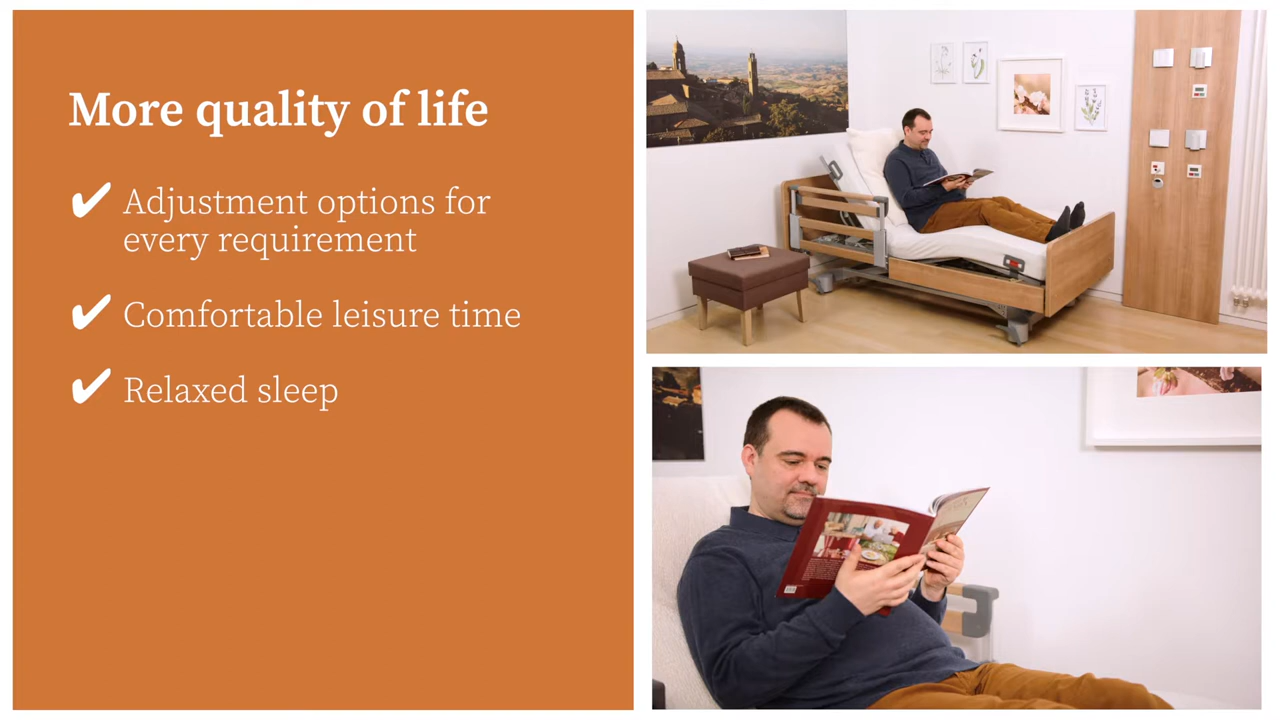 More quality of life
✔ Adjustment options for
every requirement
✔ Comfortable leisure time
✔ Relaxed sleep